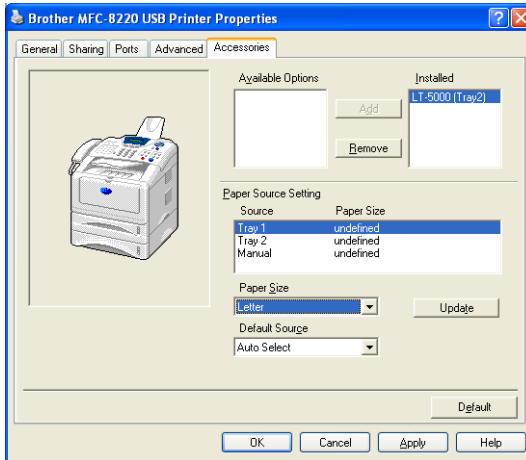 Brother MFC-8220 USB Printer Properties
General Sharing Ports Advanced Accessories
Available Options
Installed
LT-5000 (Tray2)
Add
Remove
Paper Source Setting
Source Paper Size
Tray 1 undefined
Tray 2 undefined
Manual undefined
Paper Size
Letter
Update
Default Source
Auto Select
Default
OK Cancel Apply Help